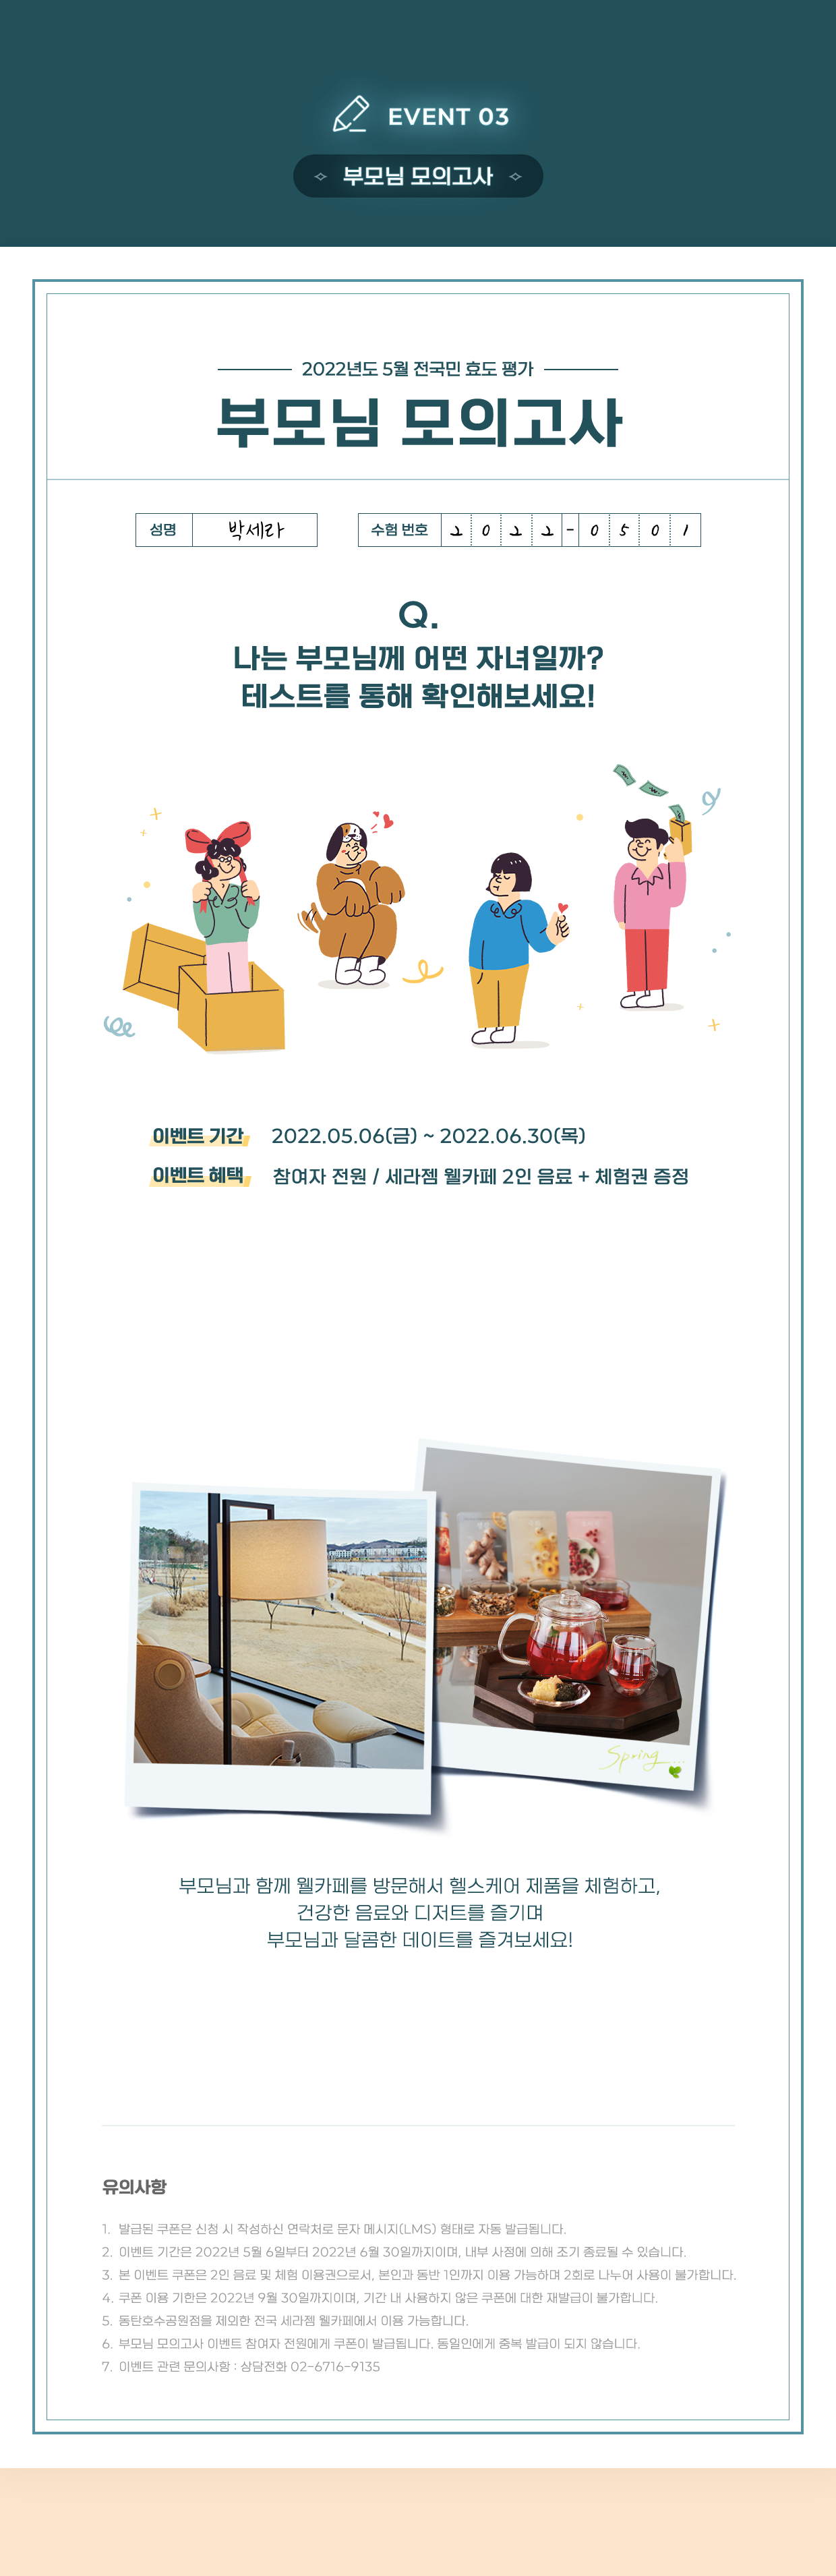 EVENT 03
부모님 모의고사
2022년도 5월 전국민 효도 평가
부모님 모의고사
성명 박세라 수험 번호 2022-0501
Q.
나는 부모님께 어떤 자녀일까?
테스트를 통해 확인해보세요!
이벤트 기간 2022.05.06(금) ~ 2022.06.30(목)
이벤트 혜택 참여자 전원 / 세라젬 웰카페 2인 음료 + 체험권 증정
Spring....
부모님과 함께 웰카페를 방문해서 헬스케어 제품을 체험하고,
건강한 음료와 디저트를 즐기며
부모님과 달콤한 데이트를 즐겨보세요!
유의사항
1. 발급된 쿠폰은 신청 시 작성하신 연락처로 문자 메시지(LMS) 형태로 자동 발급됩니다.
2. 이벤트 기간은 2022년 5월 6일부터 2022년 6월 30일까지이며, 내부 사정에 의해 조기 종료될 수 있습니다.
3. 본 이벤트 쿠폰은 2인 음료 및 체험 이용권으로서, 본인과 동반 1인까지 이용 가능하며 2회로 나누어 사용이 불가합니다.
4. 쿠폰 이용 기한은 2022년 9월 30일까지이며, 기간 내 사용하지 않은 쿠폰에 대한 재발급이 불가합니다.
5. 동탄호수공원점을 제외한 전국 세라젬 웰카페에서 이용 가능합니다.
6. 부모님 모의고사 이벤트 참여자 전원에게 쿠폰이 발급됩니다. 동일인에게 중복 발급이 되지 않습니다.
7. 이벤트 관련 문의사항 : 상담전화 02-6716-9135